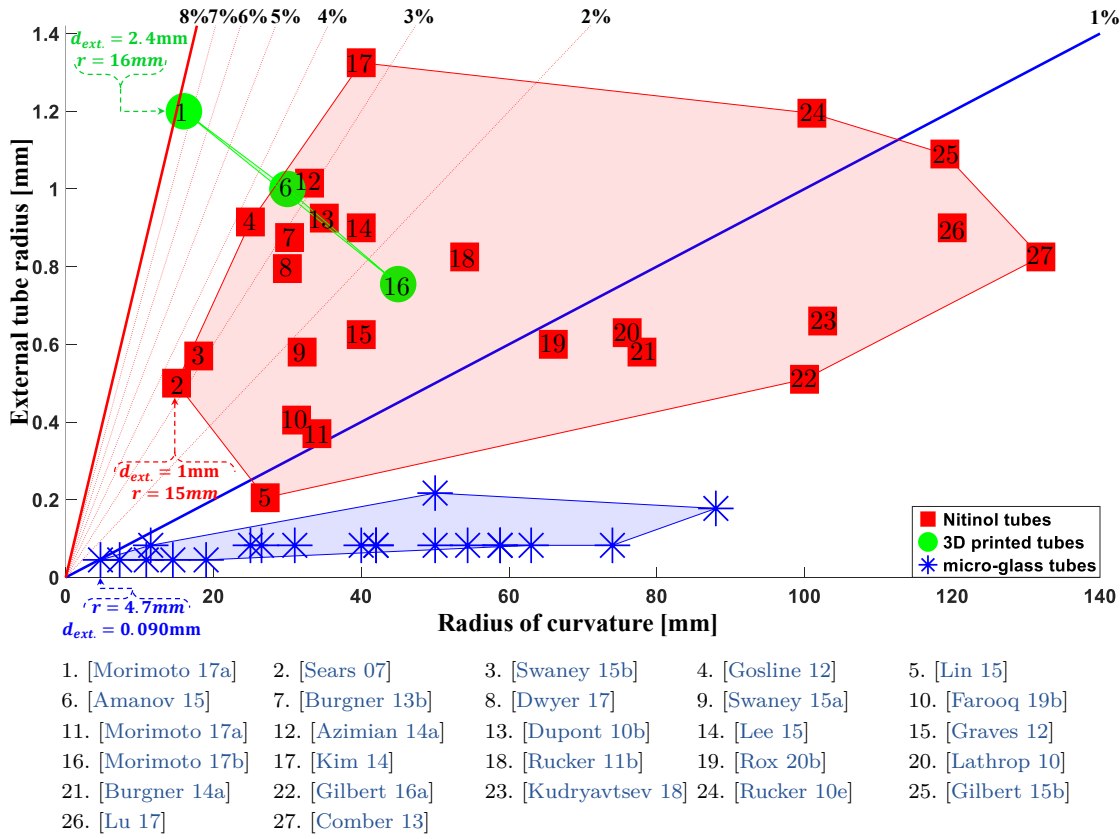 8% 7% 6% 5% 4% 3% 2% 1%
1.4
d_ext. = 2.4mm
r = 16mm
17
1.2
1
24
25
1
12
6
4
13
14
7
26
0.8
8
18
27
16
External tube radius [mm]
0.6
3
9
15
19
20
21
23
2
22
0.4
10
11
d_ext. = 1mm
r = 15mm
0.2
5
Nitinol tubes
3D printed tubes
micro-glass tubes
0
0 20 40 60 80 100 120 140
r = 4.7mm
d_ext. = 0.090mm
Radius of curvature [mm]
1. [Morimoto 17a] 2. [Sears 07] 3. [Swaney 15b] 4. [Gosline 12] 5. [Lin 15]
6. [Amanov 15] 7. [Burgner 13b] 8. [Dwyer 17] 9. [Swaney 15a] 10. [Farooq 19b]
11. [Morimoto 17a] 12. [Azimian 14a] 13. [Dupont 10b] 14. [Lee 15] 15. [Graves 12]
16. [Morimoto 17b] 17. [Kim 14] 18. [Rucker 11b] 19. [Rox 20b] 20. [Lathrop 10]
21. [Burgner 14a] 22. [Gilbert 16a] 23. [Kudryavtsev 18] 24. [Rucker 10e] 25. [Gilbert 15b]
26. [Lu 17] 27. [Comber 13]